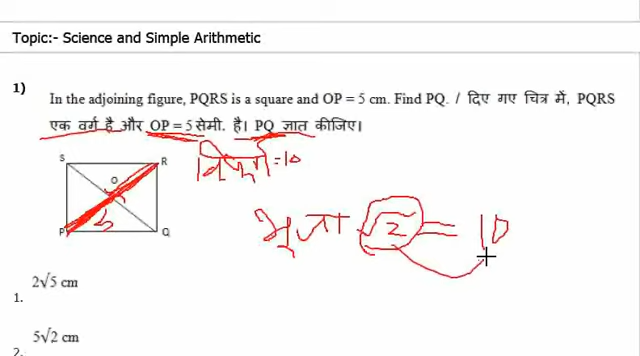 Topic:- Science and Simple Arithmetic
1)
In the adjoining figure, PQRS is a square and OP = 5 cm. Find PQ. / दिए गए चित्र में, PQRS
एक वर्ग है और OP = 5 सेमी. है। PQ ज्ञात कीजिए।
विकर्ण =10
S R
O
5
P Q
भुजा √2 = 10
2√5 cm
1.
5√2 cm
2.